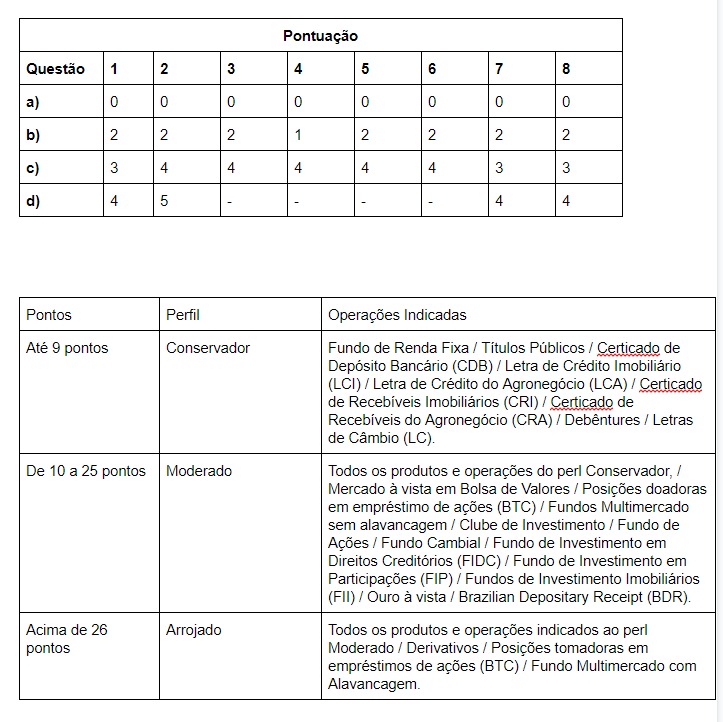 Pontuação
Questão 1 2 3 4 5 6 7 8
a) 0 0 0 0 0 0 0 0
b) 2 2 2 1 2 2 2 2
c) 3 4 4 4 4 4 3 3
d) 4 5 - - - - 4 4
Pontos Perfil Operações Indicadas
Até 9 pontos Conservador Fundo de Renda Fixa / Títulos Públicos / Certicado de
Depósito Bancário (CDB) / Letra de Crédito Imobiliário
(LCI) / Letra de Crédito do Agronegócio (LCA) / Certicado
de Recebíveis Imobiliários (CRI) / Certicado de
Recebíveis do Agronegócio (CRA) / Debêntures / Letras
de Câmbio (LC).
De 10 a 25 pontos Moderado Todos os produtos e operações do perl Conservador, /
Mercado à vista em Bolsa de Valores / Posições doadoras
em empréstimo de ações (BTC) / Fundos Multimercado
sem alavancagem / Clube de Investimento / Fundo de
Ações / Fundo Cambial / Fundo de Investimento em
Direitos Creditórios (FIDC) / Fundo de Investimento em
Participações (FIP) / Fundos de Investimento Imobiliários
(FII) / Ouro à vista / Brazilian Depositary Receipt (BDR).
Acima de 26 Arrojado Todos os produtos e operações indicados ao perl
pontos Moderado / Derivativos / Posições tomadoras em
empréstimos de ações (BTC) / Fundo Multimercado com
Alavancagem.